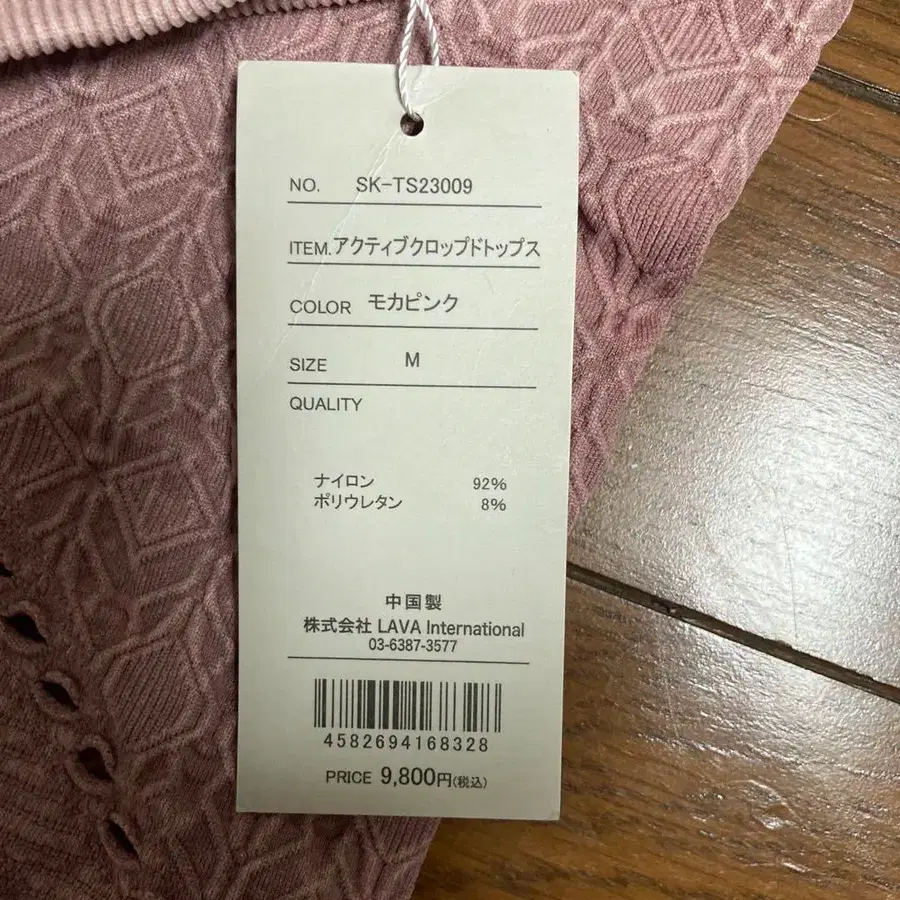 NO. SK-TS23009
ITEM.アクティブクロップドトップス
COLOR モカピンク
SIZE M
QUALITY
ナイロン 92%
ポリウレタン 8%
中国製
株式会社 LAVA International
03-6387-3577
4582694168328
PRICE 9,800円(税込)